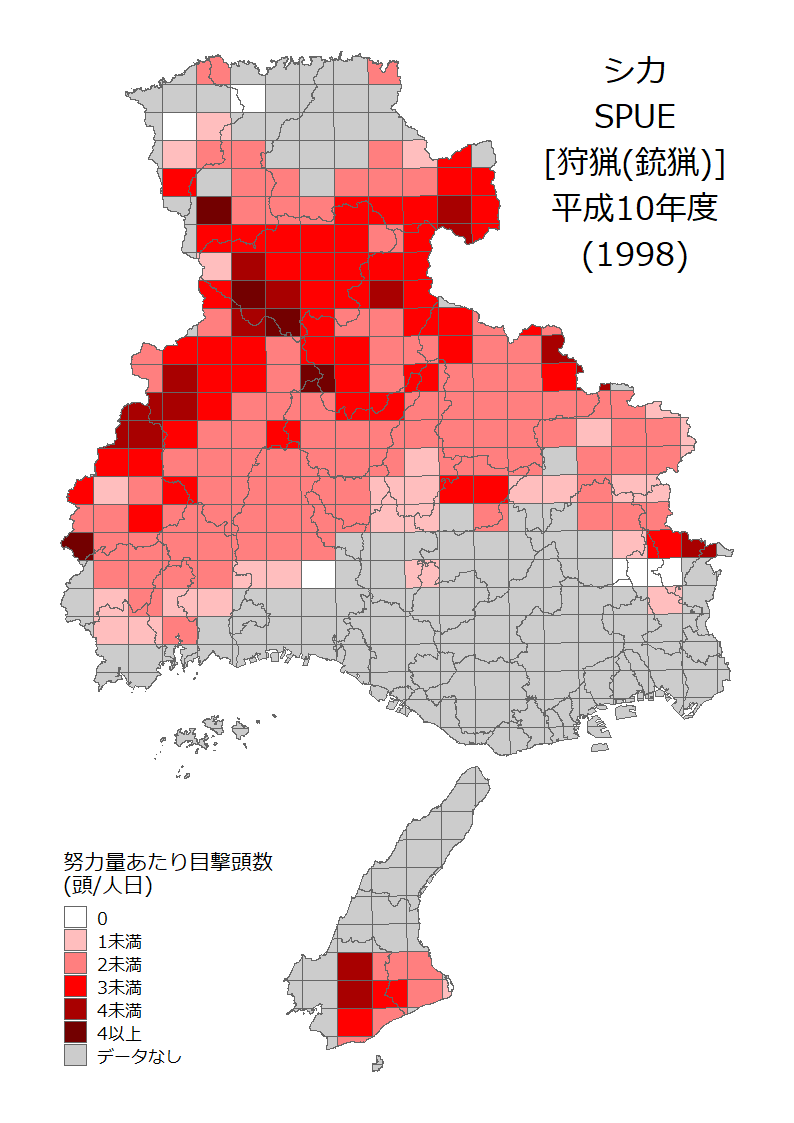 シカ
SPUE
[狩猟(銃猟)]
平成10年度
(1998)
努力量あたり目撃頭数
(頭/人日)
0
1未満
2未満
3未満
4未満
4以上
データなし